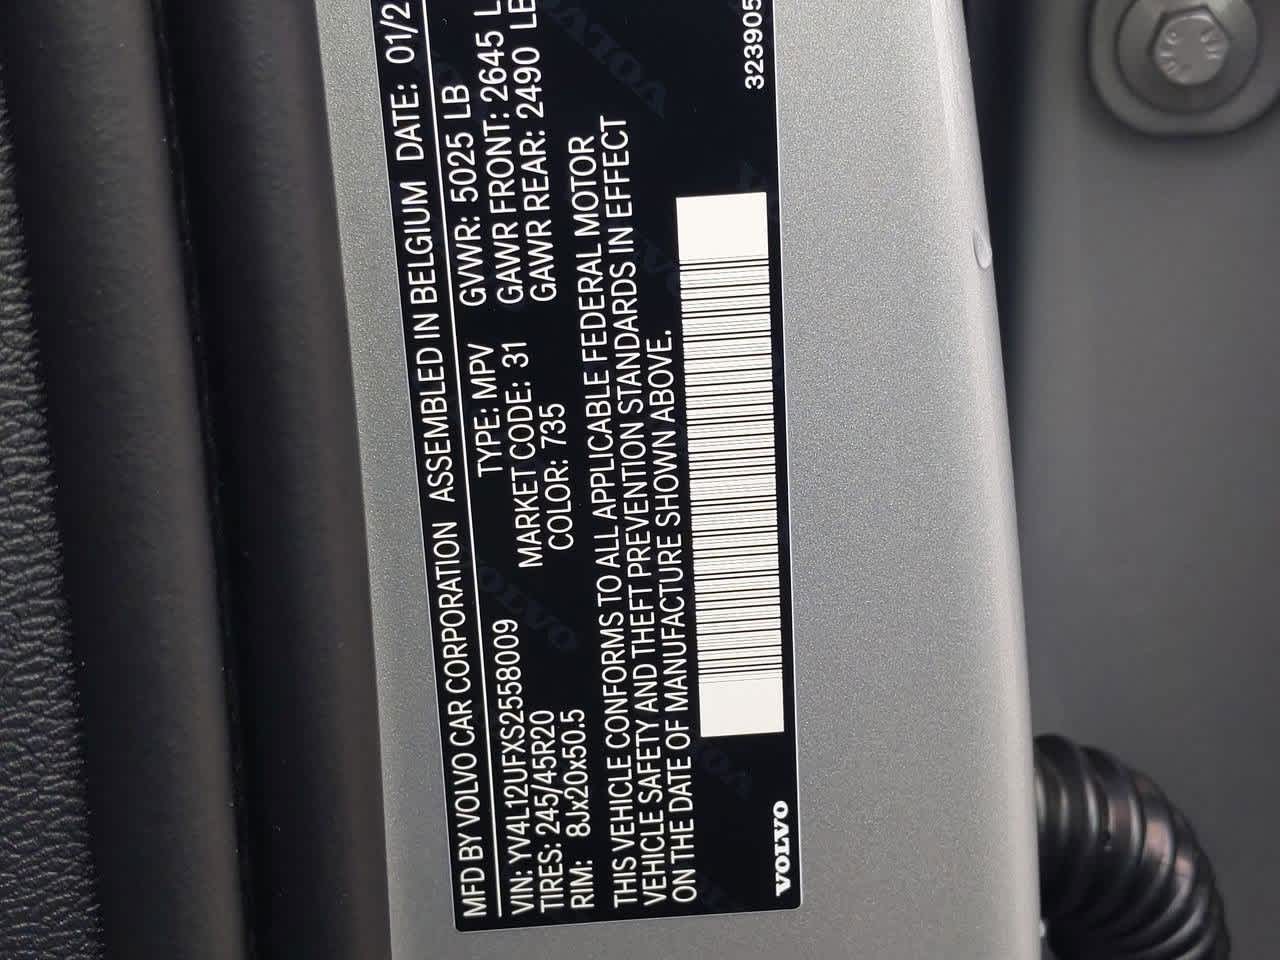 MFD BY VOLVO CAR CORPORATION ASSEMBLED IN BELGIUM DATE: 01/2
VIN: YV4L12UFXS2558009 TYPE: MPV GVWR: 5025 LB
TIRES: 245/45R20 MARKET CODE: 31 GAWR FRONT: 2645 L
RIM: 8Jx20x50.5 COLOR: 735 GAWR REAR: 2490 LB
THIS VEHICLE CONFORMS TO ALL APPLICABLE FEDERAL MOTOR
VEHICLE SAFETY AND THEFT PREVENTION STANDARDS IN EFFECT
ON THE DATE OF MANUFACTURE SHOWN ABOVE.
VOLVO 323905